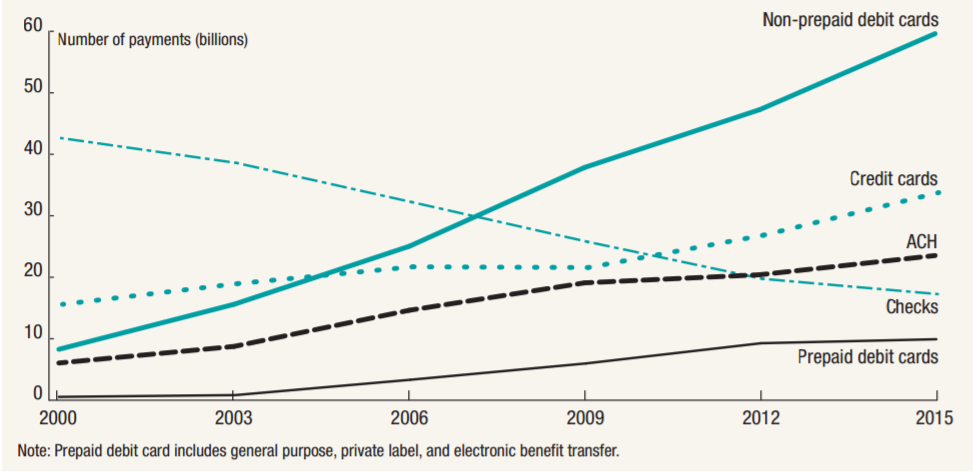 Non-prepaid debit cards
60
Number of payments (billions)
50
40
Credit cards
30
ACH
20
Checks
10
Prepaid debit cards
0
2000 2003 2006 2009 2012 2015
Note: Prepaid debit card includes general purpose, private label, and electronic benefit transfer.